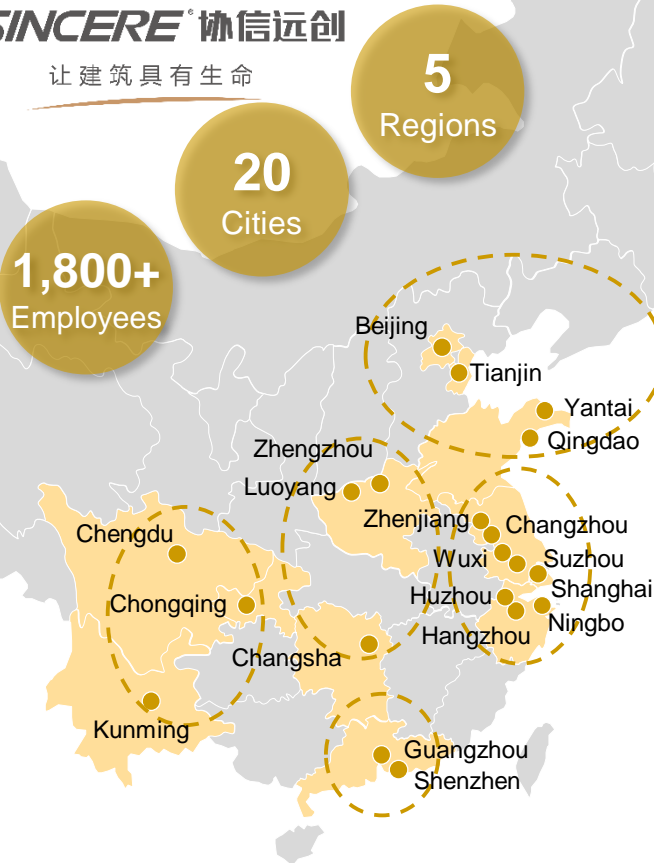 SINCERE® 协信远创
让建筑具有生命
5
Regions
20
Cities
1,800+
Employees
Beijing
Tianjin
Yantai
Qingdao
Zhengzhou
Luoyang
Zhenjiang
Changzhou
Chengdu
Wuxi
Suzhou
Shanghai
Chongqing
Huzhou
Ningbo
Hangzhou
Changsha
Kunming
Guangzhou
Shenzhen